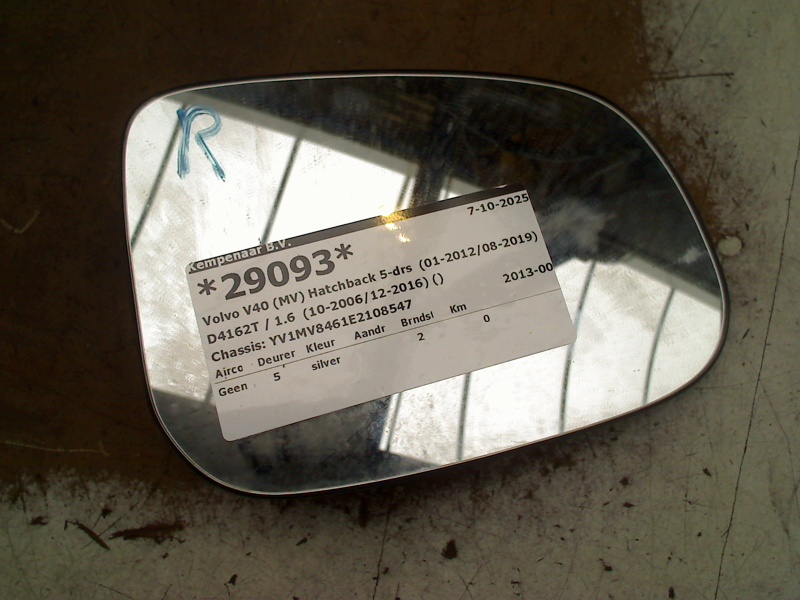 R
Kempenaar B.V.
7-10-2025
*29093*
Volvo V40 (MV) Hatchback 5-drs (01-2012/08-2019)
D4162T / 1.6 (10-2006/12-2016) ()
2013-00
Chassis: YV1MV8461E2108547
Airco Deurer Kleur Aandr Brndsl Km
Geen 5 silver 2 0